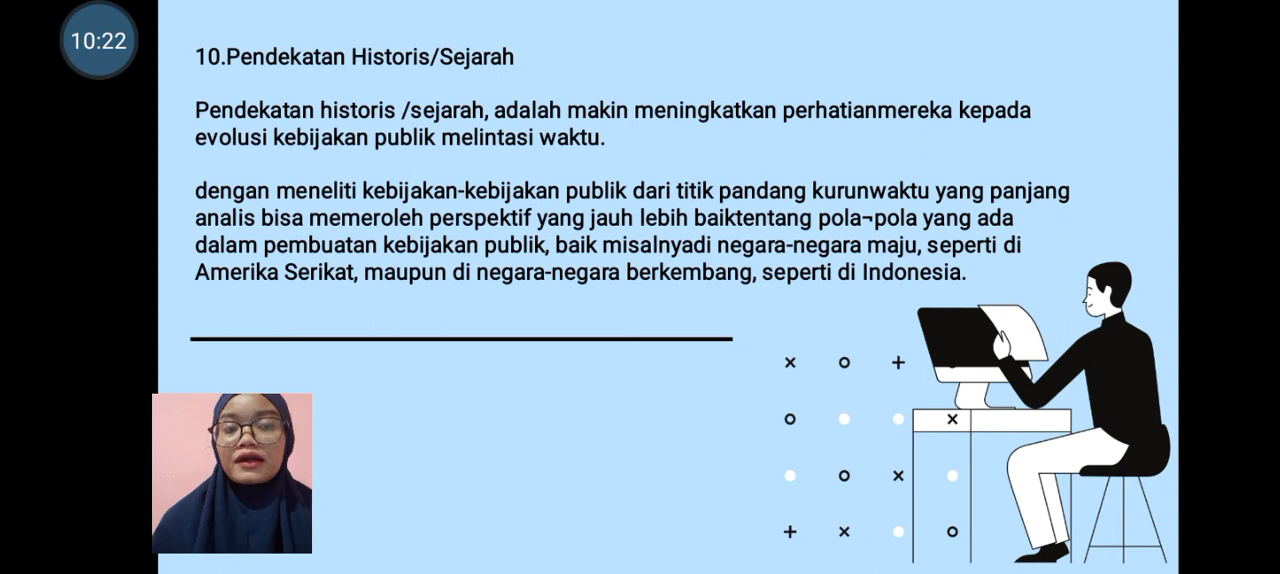 10:22
10.Pendekatan Historis/Sejarah
Pendekatan historis /sejarah, adalah makin meningkatkan perhatianmereka kepada
evolusi kebijakan publik melintasi waktu.
dengan meneliti kebijakan-kebijakan publik dari titik pandang kurunwaktu yang panjang
analis bisa memeroleh perspektif yang jauh lebih baiktentang pola¬pola yang ada
dalam pembuatan kebijakan publik, baik misalnyadi negara-negara maju, seperti di
Amerika Serikat, maupun di negara-negara berkembang, seperti di Indonesia.